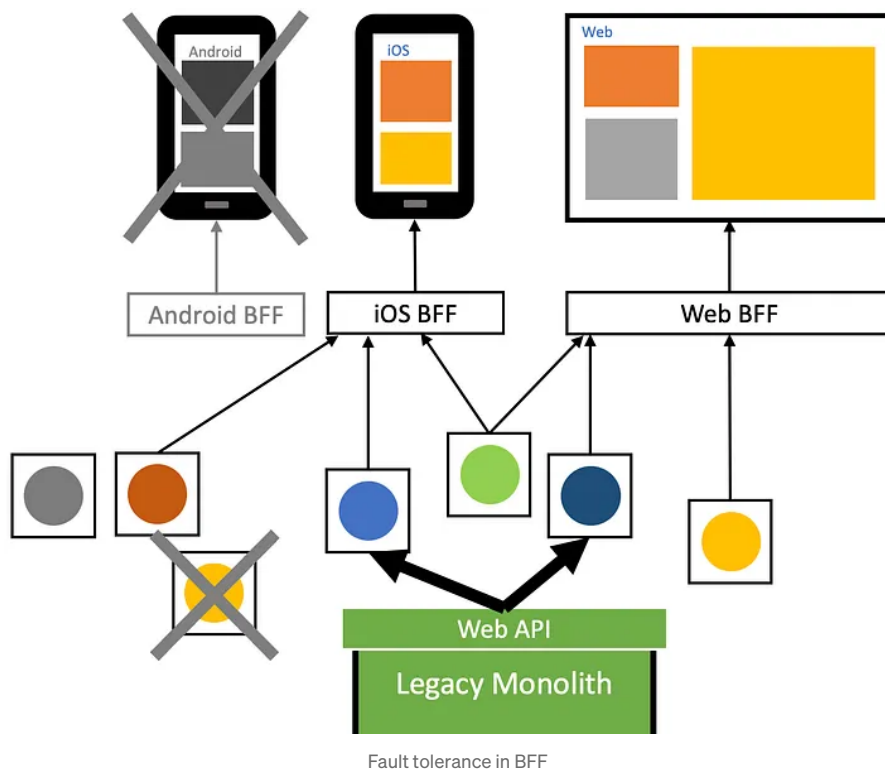 Android
iOS
Web
Android BFF
iOS BFF
Web BFF
Web API
Legacy Monolith
Fault tolerance in BFF